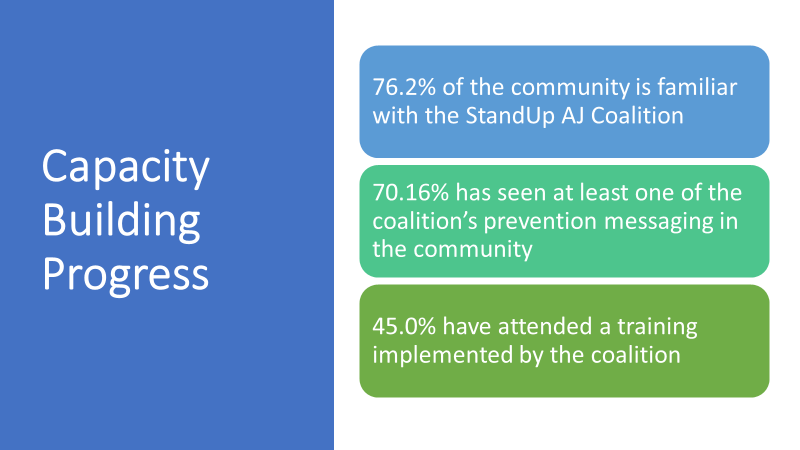 Capacity
Building
Progress
76.2% of the community is familiar
with the StandUp AJ Coalition
70.16% has seen at least one of the
coalition’s prevention messaging in
the community
45.0% have attended a training
implemented by the coalition